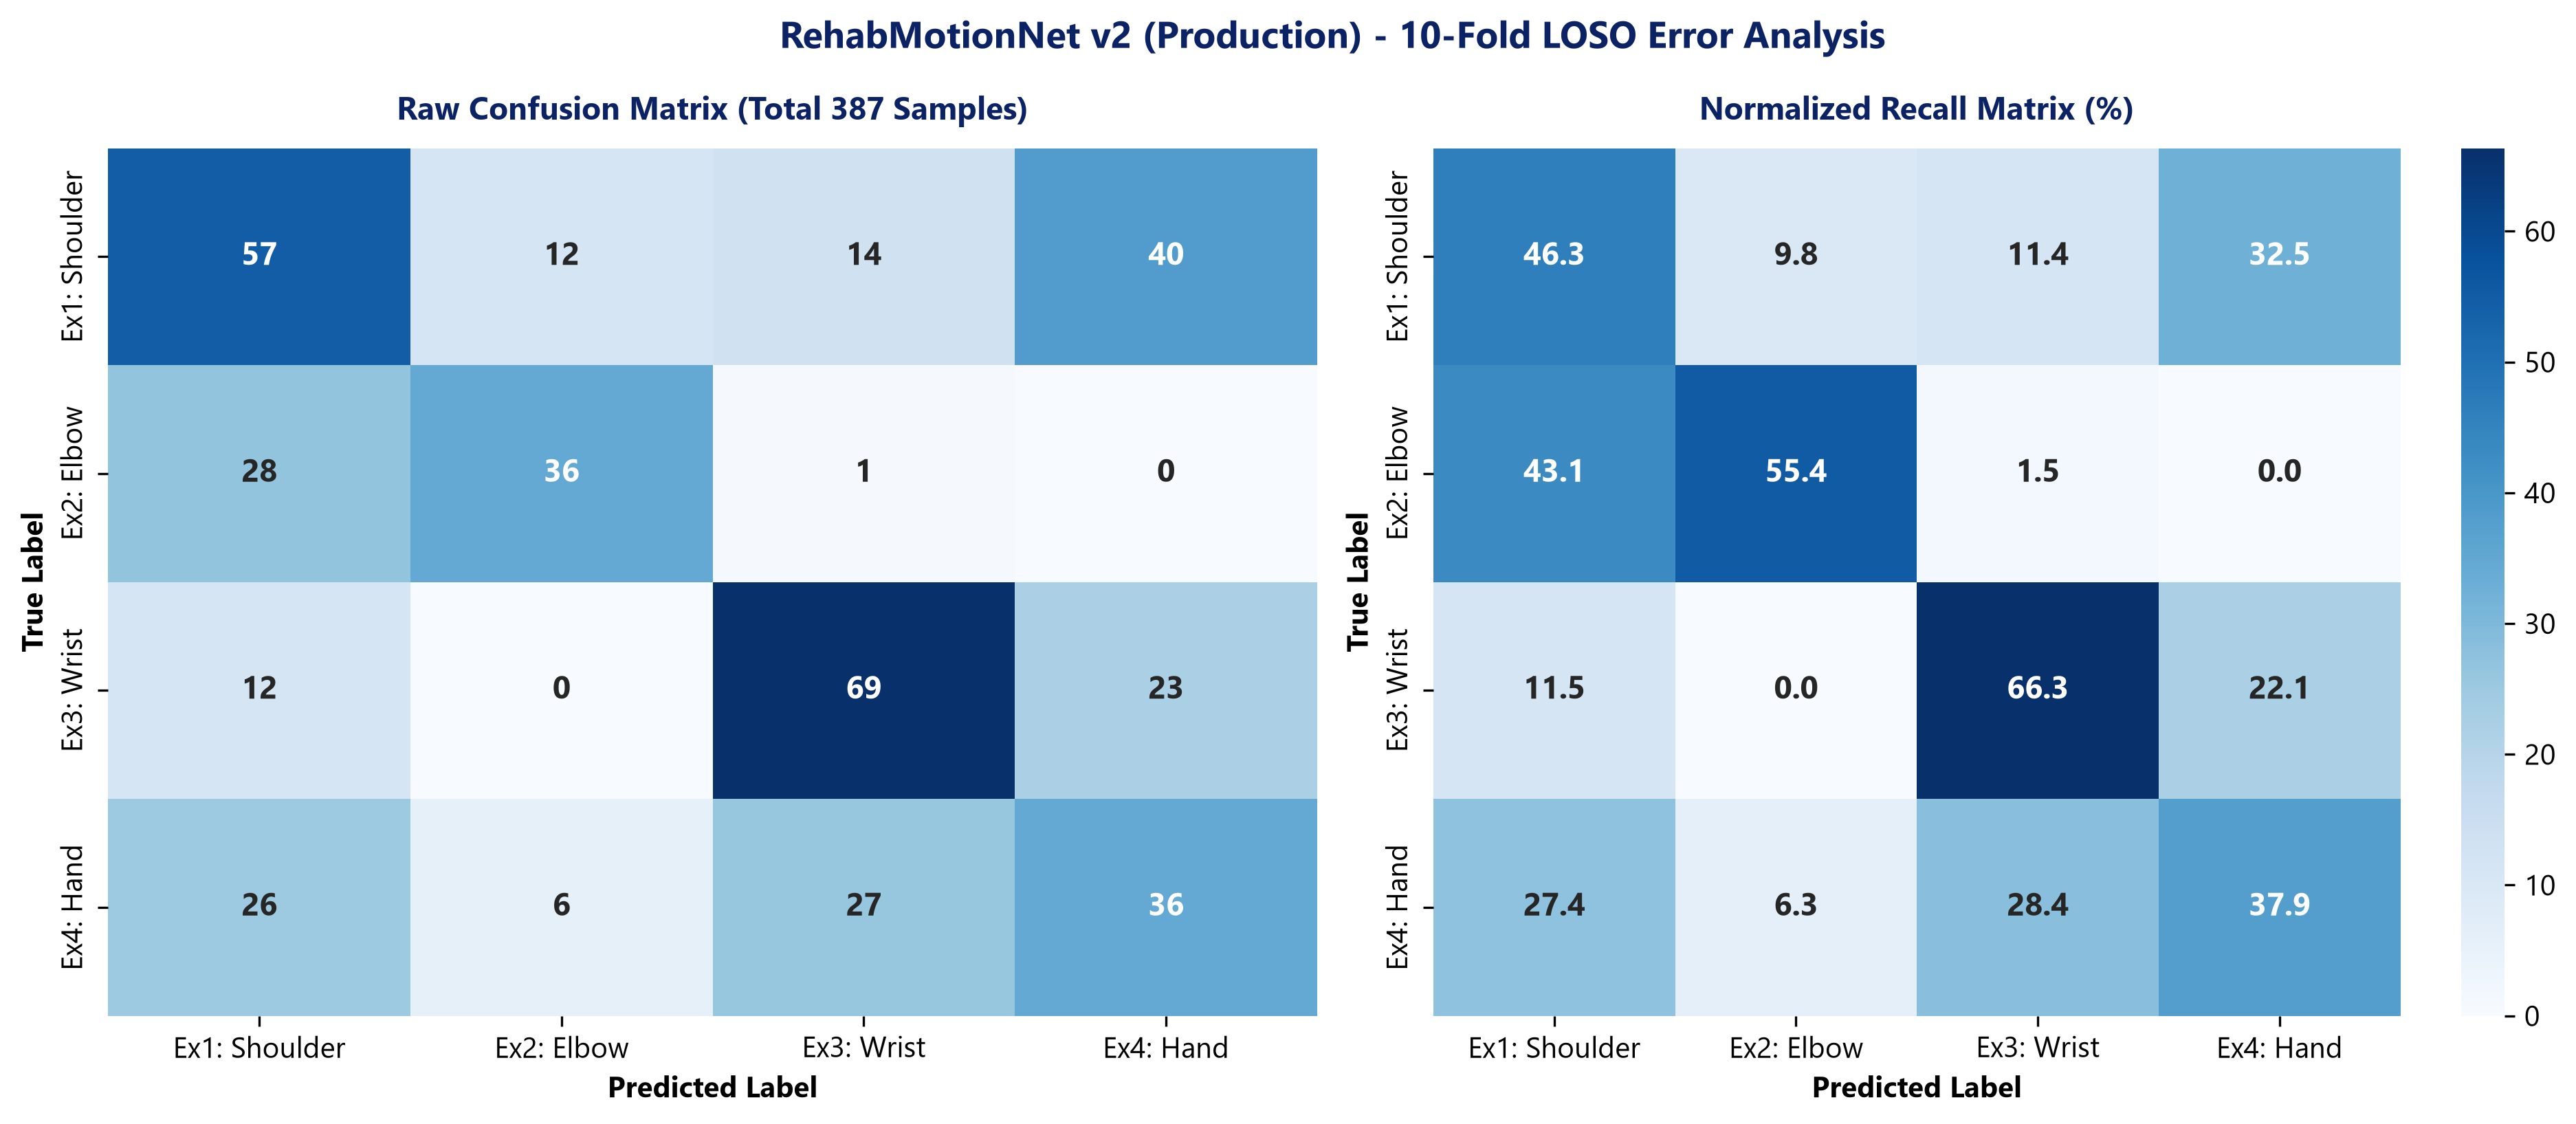 RehabMotionNet v2 (Production) - 10-Fold LOSO Error Analysis
Raw Confusion Matrix (Total 387 Samples)
True Label
Ex1: Shoulder
57 12 14 40
Ex2: Elbow
28 36 1 0
Ex3: Wrist
12 0 69 23
Ex4: Hand
26 6 27 36
Ex1: Shoulder Ex2: Elbow Ex3: Wrist Ex4: Hand
Predicted Label
Normalized Recall Matrix (%)
True Label
Ex1: Shoulder
46.3 9.8 11.4 32.5
Ex2: Elbow
43.1 55.4 1.5 0.0
Ex3: Wrist
11.5 0.0 66.3 22.1
Ex4: Hand
27.4 6.3 28.4 37.9
Ex1: Shoulder Ex2: Elbow Ex3: Wrist Ex4: Hand
Predicted Label
60
50
40
30
20
10
0